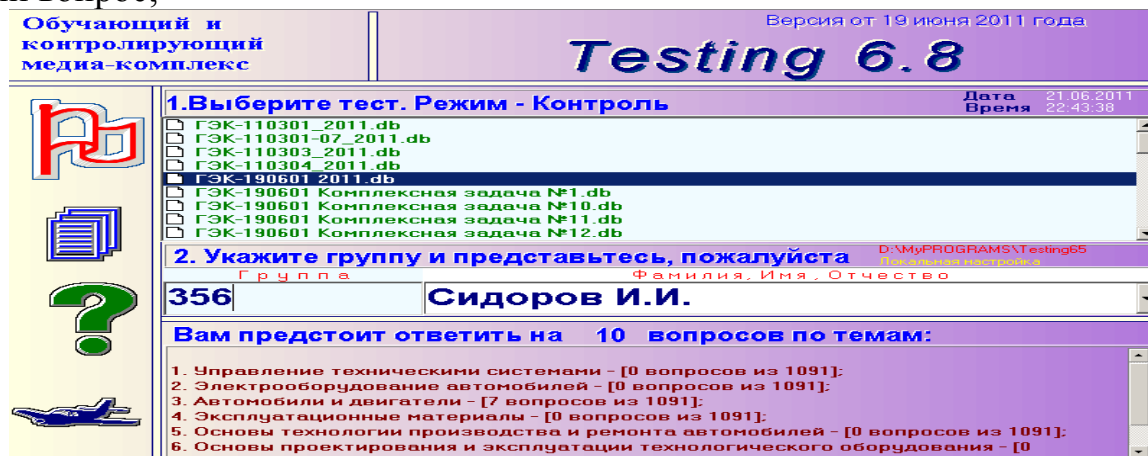 вопрос,
Обучающий и
контролирующий
медиа-комплекс
Версия от 19 июня 2011 года
Testing 6.8
1.Выберите тест. Режим - Контроль
Дата 21.06.2011
Время 22:43:38
ГЭК-110301_2011.db
ГЭК-110301-07_2011.db
ГЭК-110303_2011.db
ГЭК-110304_2011.db
ГЭК-190601 2011.db
ГЭК-190601 Комплексная задача №1.db
ГЭК-190601 Комплексная задача №10.db
ГЭК-190601 Комплексная задача №11.db
ГЭК-190601 Комплексная задача №12.db
2. Укажите группу и представьтесь, пожалуйста
D:\MyPROGRAMS\Testing65
Локальная настройка
Группа Фамилия, Имя, Отчество
356 Сидоров И.И.
Вам предстоит ответить на 10 вопросов по темам:
1. Управление техническими системами - [0 вопросов из 1091];
2. Электрооборудование автомобилей - [0 вопросов из 1091];
3. Автомобили и двигатели - [7 вопросов из 1091];
4. Эксплуатационные материалы - [0 вопросов из 1091];
5. Основы технологии производства и ремонта автомобилей - [0 вопросов из 1091];
6. Основы проектирования и эксплуатации технологического оборудования - [0